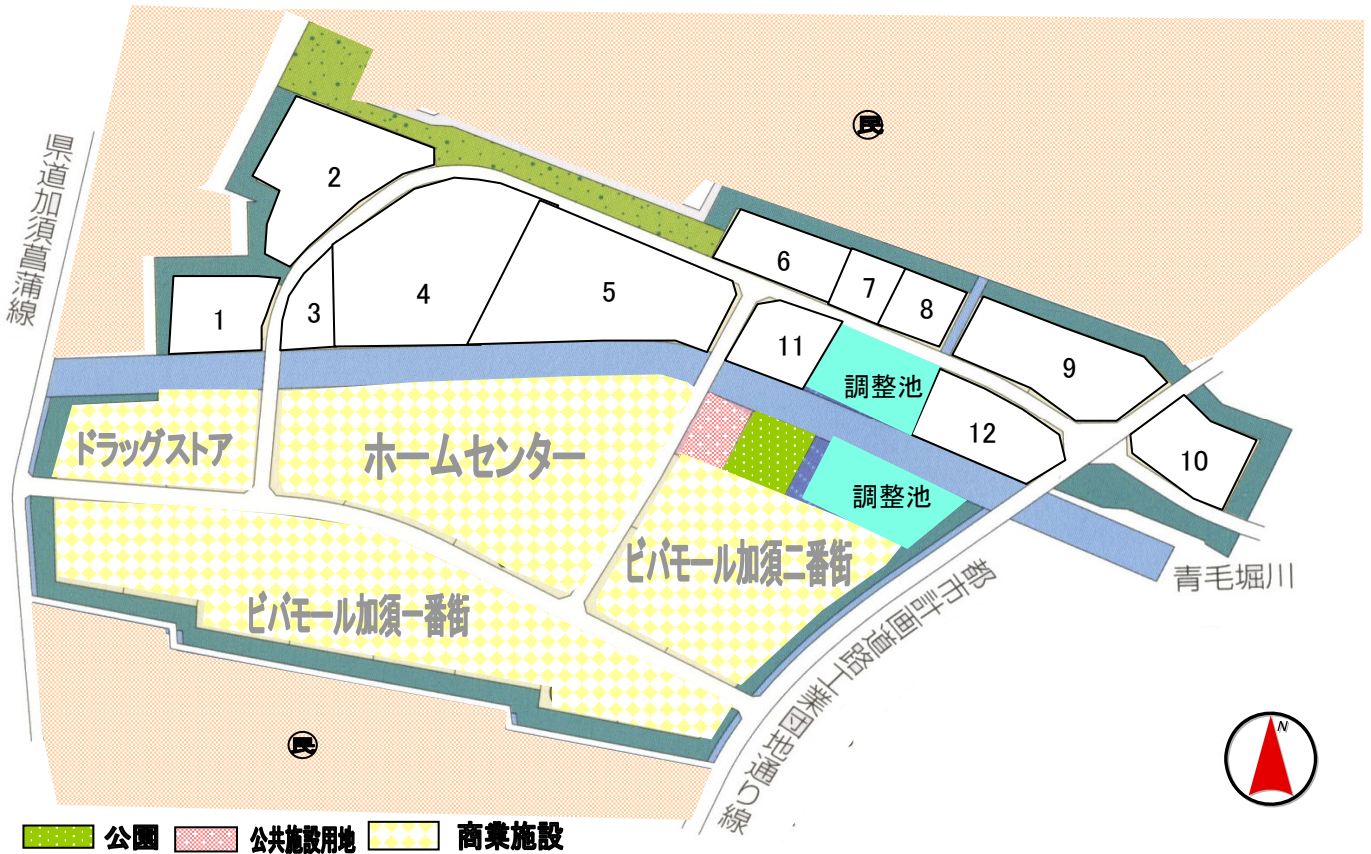 民
県道加須菖蒲線
2
6
7
8
5
4
3
1
11
9
調整池
12
10
ドラッグストア
ホームセンター
調整池
ビバモール加須二番街
ビバモール加須一番街
青毛堀川
都市計画道路工業団地通り線
民
N
公園
公共施設用地
商業施設